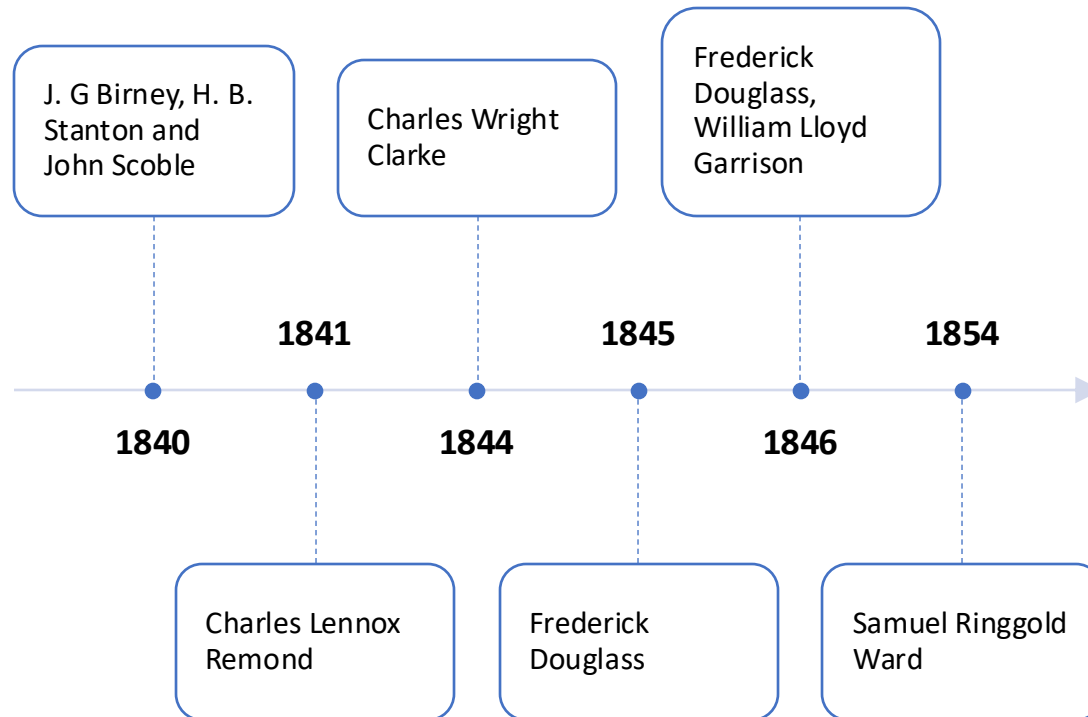 J. G Birney, H. B.
Stanton and
John Scoble
Charles Wright
Clarke
Frederick
Douglass,
William Lloyd
Garrison
1841
1845
1854
1840
1844
1846
Charles Lennox
Remond
Frederick
Douglass
Samuel Ringgold
Ward